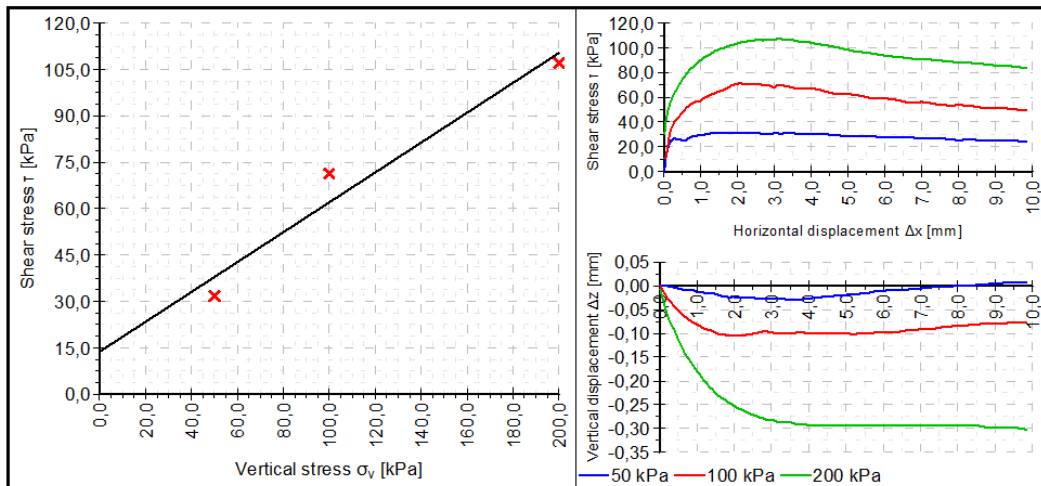 120,0
105,0
90,0
75,0
60,0
45,0
30,0
15,0
0,0
Shear stress τ [kPa]
0,0 20,0 40,0 60,0 80,0 100,0 120,0 140,0 160,0 180,0 200,0
Vertical stress σv [kPa]
120,0
100,0
80,0
60,0
40,0
20,0
0,0
Shear stress τ [kPa]
0,0 1,0 2,0 3,0 4,0 5,0 6,0 7,0 8,0 9,0 10,0
Horizontal displacement Δx [mm]
0,05
0,00
-0,05
-0,10
-0,15
-0,20
-0,25
-0,30
-0,35
Vertical displacement Δz [mm]
0,0 1,0 2,0 3,0 4,0 5,0 6,0 7,0 8,0 9,0 10,0
50 kPa 100 kPa 200 kPa